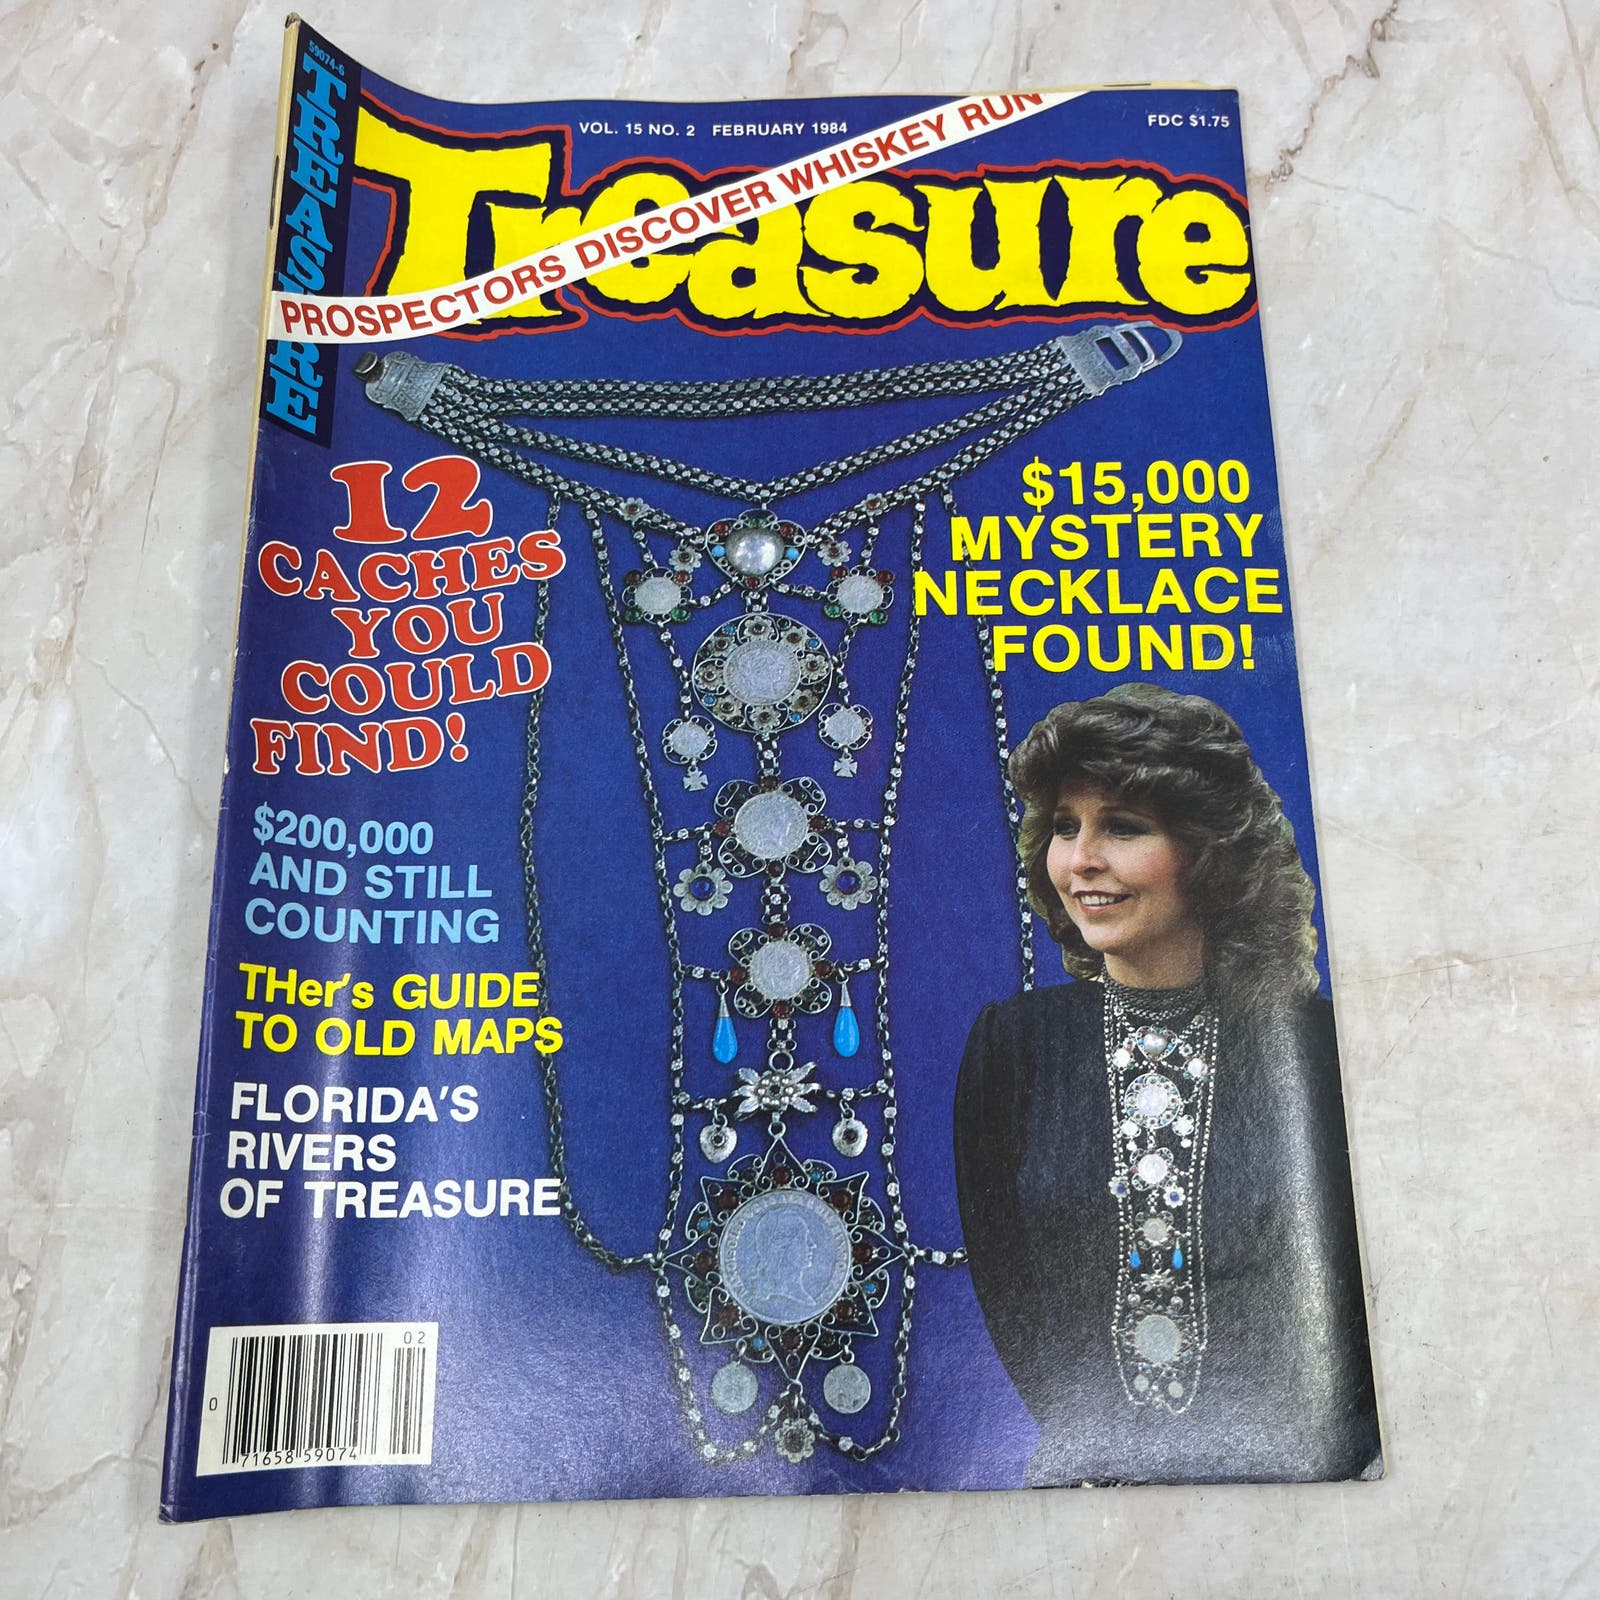 59074-6
TREASURE
VOL. 15 NO. 2 FEBRUARY 1984
FDC $1.75
Treasure
PROSPECTORS DISCOVER WHISKEY RUN
12
CACHES
YOU
COULD
FIND!
$15,000
MYSTERY
NECKLACE
FOUND!
$200,000
AND STILL
COUNTING
THer's GUIDE
TO OLD MAPS
FLORIDA'S
RIVERS
OF TREASURE
02
0 71658 59074